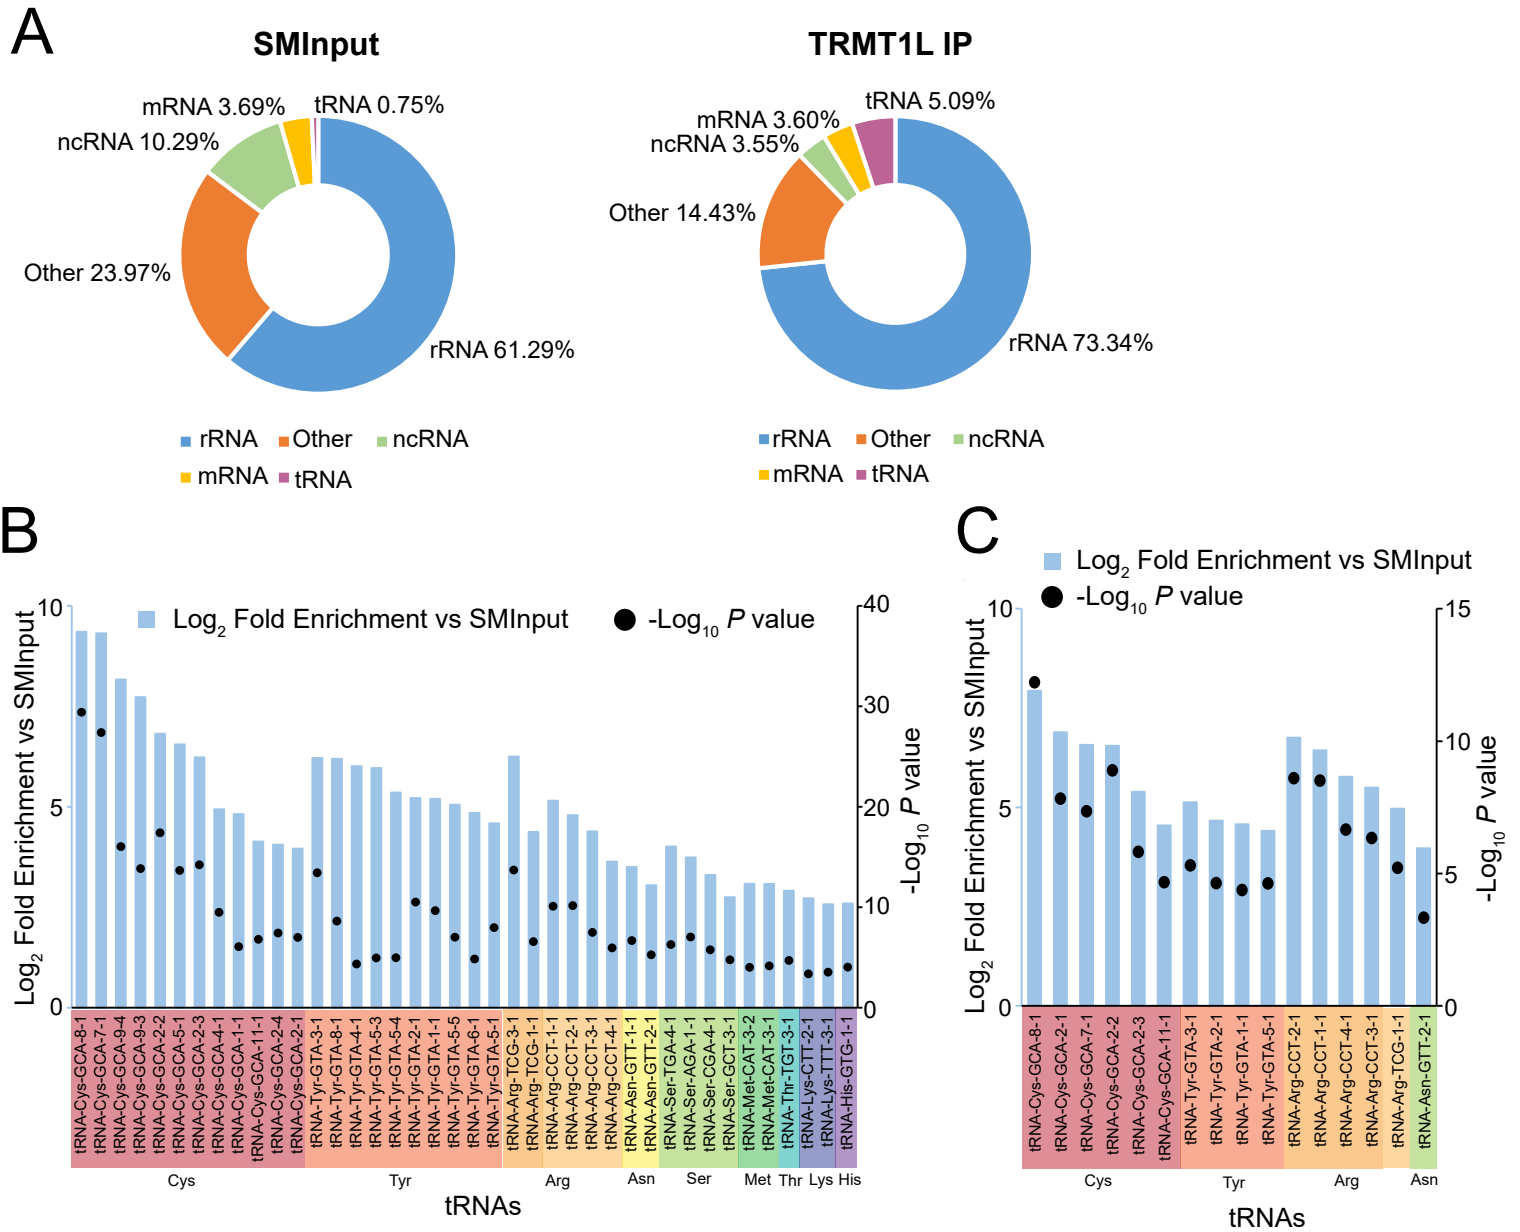 A
SMInput
TRMT1L IP
mRNA 3.69%
tRNA 0.75%
ncRNA 10.29%
Other 23.97%
rRNA 61.29%
tRNA 5.09%
mRNA 3.60%
ncRNA 3.55%
Other 14.43%
rRNA 73.34%
rRNA Other ncRNA
mRNA tRNA
rRNA Other ncRNA
mRNA tRNA
B
Log2 Fold Enrichment vs SMInput
-Log10 P value
Log2 Fold Enrichment vs SMInput
10
5
0
40
30
20
10
0
-Log10 P value
tRNA-Cys-GCA-8-1
tRNA-Cys-GCA-7-1
tRNA-Cys-GCA-9-4
tRNA-Cys-GCA-9-3
tRNA-Cys-GCA-2-2
tRNA-Cys-GCA-5-1
tRNA-Cys-GCA-2-3
tRNA-Cys-GCA-4-1
tRNA-Cys-GCA-1-1
tRNA-Cys-GCA-11-1
tRNA-Cys-GCA-2-4
tRNA-Cys-GCA-2-1
tRNA-Tyr-GTA-3-1
tRNA-Tyr-GTA-8-1
tRNA-Tyr-GTA-4-1
tRNA-Tyr-GTA-5-3
tRNA-Tyr-GTA-5-4
tRNA-Tyr-GTA-2-1
tRNA-Tyr-GTA-1-1
tRNA-Tyr-GTA-5-5
tRNA-Tyr-GTA-6-1
tRNA-Tyr-GTA-5-1
tRNA-Arg-TCG-3-1
tRNA-Arg-TCG-1-1
tRNA-Arg-CCT-1-1
tRNA-Arg-CCT-2-1
tRNA-Arg-CCT-3-1
tRNA-Arg-CCT-4-1
tRNA-Asn-GTT-1-1
tRNA-Asn-GTT-2-1
tRNA-Ser-TGA-4-1
tRNA-Ser-AGA-1-1
tRNA-Ser-CGA-4-1
tRNA-Ser-GCT-3-1
tRNA-Met-CAT-3-2
tRNA-Met-CAT-3-1
tRNA-Thr-TGT-3-1
tRNA-Lys-CTT-2-1
tRNA-Lys-TTT-3-1
tRNA-His-GTG-1-1
Cys Tyr Arg Asn Ser Met Thr Lys His
tRNAs
C
Log2 Fold Enrichment vs SMInput
-Log10 P value
Log2 Fold Enrichment vs SMInput
10
5
0
15
10
5
0
-Log10 P value
tRNA-Cys-GCA-8-1
tRNA-Cys-GCA-2-1
tRNA-Cys-GCA-7-1
tRNA-Cys-GCA-2-2
tRNA-Cys-GCA-2-3
tRNA-Cys-GCA-11-1
tRNA-Tyr-GTA-3-1
tRNA-Tyr-GTA-2-1
tRNA-Tyr-GTA-1-1
tRNA-Tyr-GTA-5-1
tRNA-Arg-CCT-2-1
tRNA-Arg-CCT-1-1
tRNA-Arg-CCT-4-1
tRNA-Arg-CCT-3-1
tRNA-Arg-TCG-1-1
tRNA-Asn-GTT-2-1
Cys Tyr Arg Asn
tRNAs